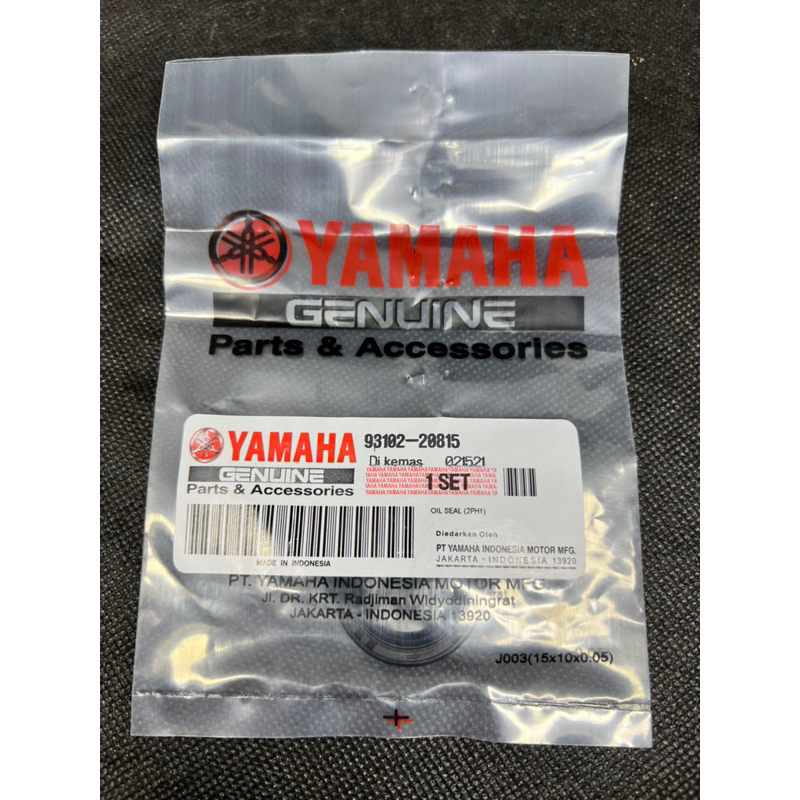 YAMAHA
GENUINE
Parts & Accessories
YAMAHA 93102-20815
GENUINE
Parts & Accessories
Di kemas 021521
1 SET
OIL SEAL (2PH1)
Diedarkan Oleh
PT YAMAHA INDONESIA MOTOR MFG.
JAKARTA - INDONESIA 13920
MADE IN INDONESIA
PT. YAMAHA INDONESIA MOTOR MFG.
Jl. DR. KRT. Radjiman Widyodiningrat
JAKARTA - INDONESIA 13920
J003(15x10x0.05)